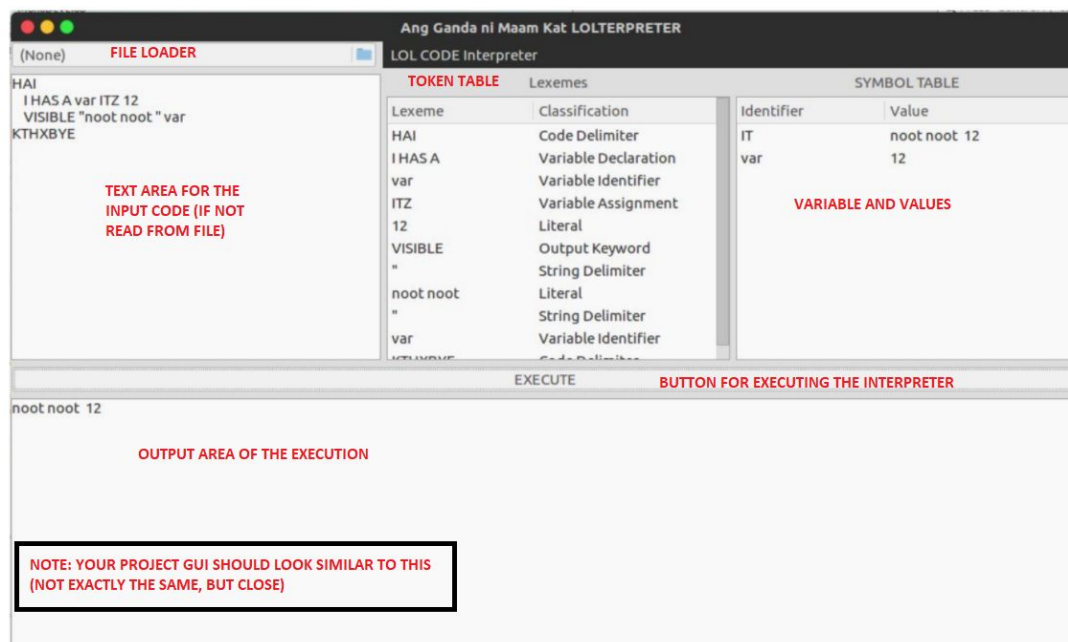 Ang Ganda ni Maam Kat LOLTERPRETER
(None) FILE LOADER
LOL CODE Interpreter
HAI
I HAS A var ITZ 12
VISIBLE "noot noot " var
KTHXBYE
TEXT AREA FOR THE
INPUT CODE (IF NOT
READ FROM FILE)
TOKEN TABLE Lexemes
Lexeme Classification
HAI Code Delimiter
I HAS A Variable Declaration
var Variable Identifier
ITZ Variable Assignment
12 Literal
VISIBLE Output Keyword
" String Delimiter
noot noot Literal
" String Delimiter
var Variable Identifier
KTHXBYE Code Delimiter
SYMBOL TABLE
Identifier Value
IT noot noot 12
var 12
VARIABLE AND VALUES
EXECUTE BUTTON FOR EXECUTING THE INTERPRETER
noot noot 12
OUTPUT AREA OF THE EXECUTION
NOTE: YOUR PROJECT GUI SHOULD LOOK SIMILAR TO THIS
(NOT EXACTLY THE SAME, BUT CLOSE)